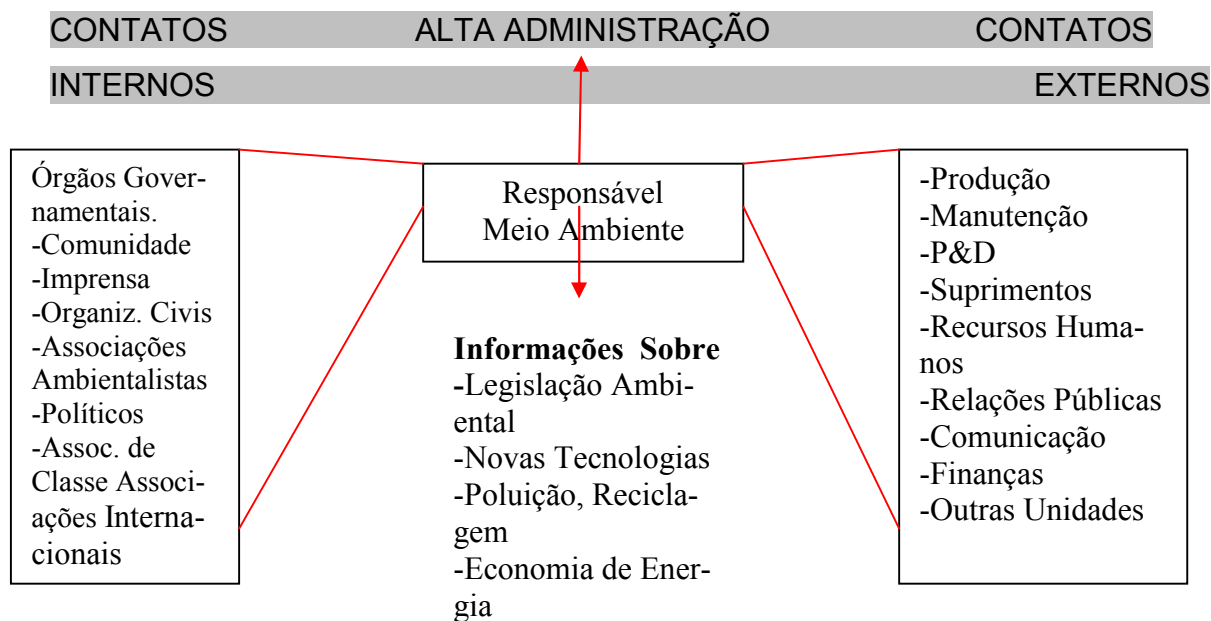 CONTATOS ALTA ADMINISTRAÇÃO CONTATOS
INTERNOS EXTERNOS
Órgãos Gover-
namentais.
-Comunidade
-Imprensa
-Organiz. Civis
-Associações
Ambientalistas
-Políticos
-Assoc. de
Classe Associ-
ações Interna-
cionais
Responsável
Meio Ambiente
Informações Sobre
-Legislação Ambi-
ental
-Novas Tecnologias
-Poluição, Recicla-
gem
-Economia de Ener-
gia
-Produção
-Manutenção
-P&D
-Suprimentos
-Recursos Huma-
nos
-Relações Públicas
-Comunicação
-Finanças
-Outras Unidades